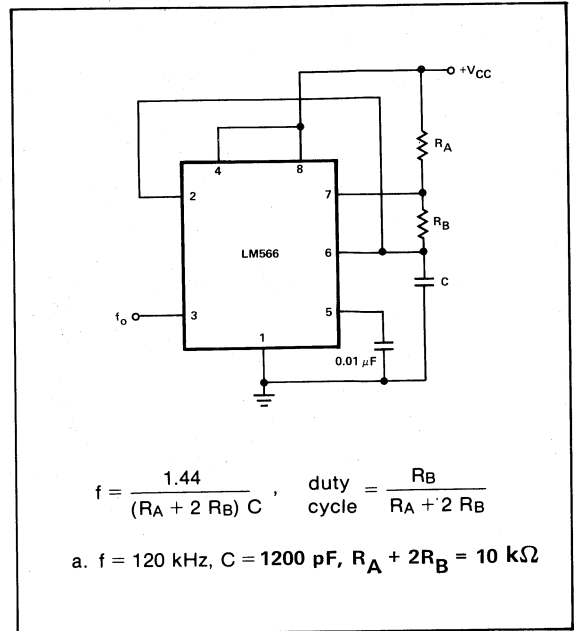 +VCC
RA
4
8
2
7
RB
LM566
6
C
fo
3
5
1
0.01 μF
f = 1.44 / (RA + 2 RB) C , duty cycle = RB / RA + 2 RB
a. f = 120 kHz, C = 1200 pF, RA + 2RB = 10 kΩ